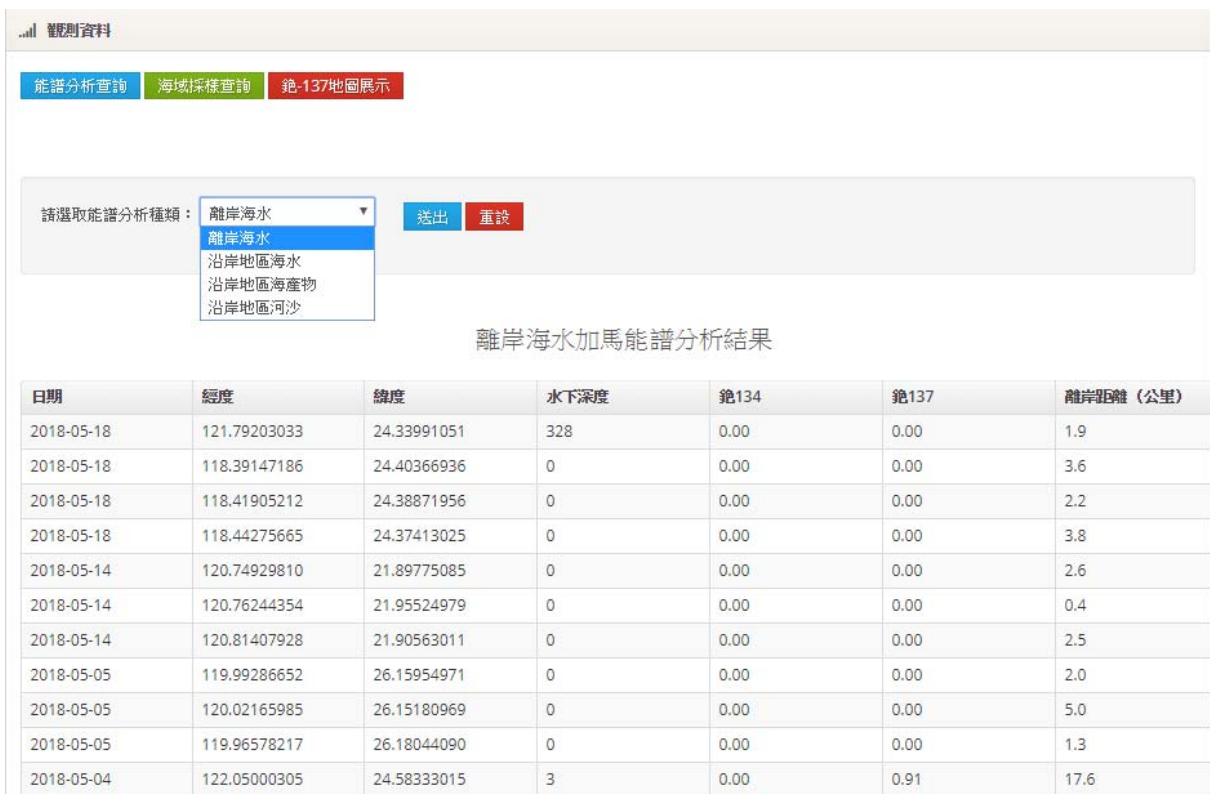 觀測資料
能譜分析查詢 海域採樣查詢 銫-137地圖展示
請選取能譜分析種類： 離岸海水 送出 重設
離岸海水
沿岸地區海水
沿岸地區海產物
沿岸地區河沙
離岸海水加馬能譜分析結果
日期 經度 緯度 水下深度 銫134 銫137 離岸距離（公里）
2018-05-18 121.79203033 24.33991051 328 0.00 0.00 1.9
2018-05-18 118.39147186 24.40366936 0 0.00 0.00 3.6
2018-05-18 118.41905212 24.38871956 0 0.00 0.00 2.2
2018-05-18 118.44275665 24.37413025 0 0.00 0.00 3.8
2018-05-14 120.74929810 21.89775085 0 0.00 0.00 2.6
2018-05-14 120.76244354 21.95524979 0 0.00 0.00 0.4
2018-05-14 120.81407928 21.90563011 0 0.00 0.00 2.5
2018-05-05 119.99286652 26.15954971 0 0.00 0.00 2.0
2018-05-05 120.02165985 26.15180969 0 0.00 0.00 5.0
2018-05-05 119.96578217 26.18044090 0 0.00 0.00 1.3
2018-05-04 122.05000305 24.58333015 3 0.00 0.91 17.6